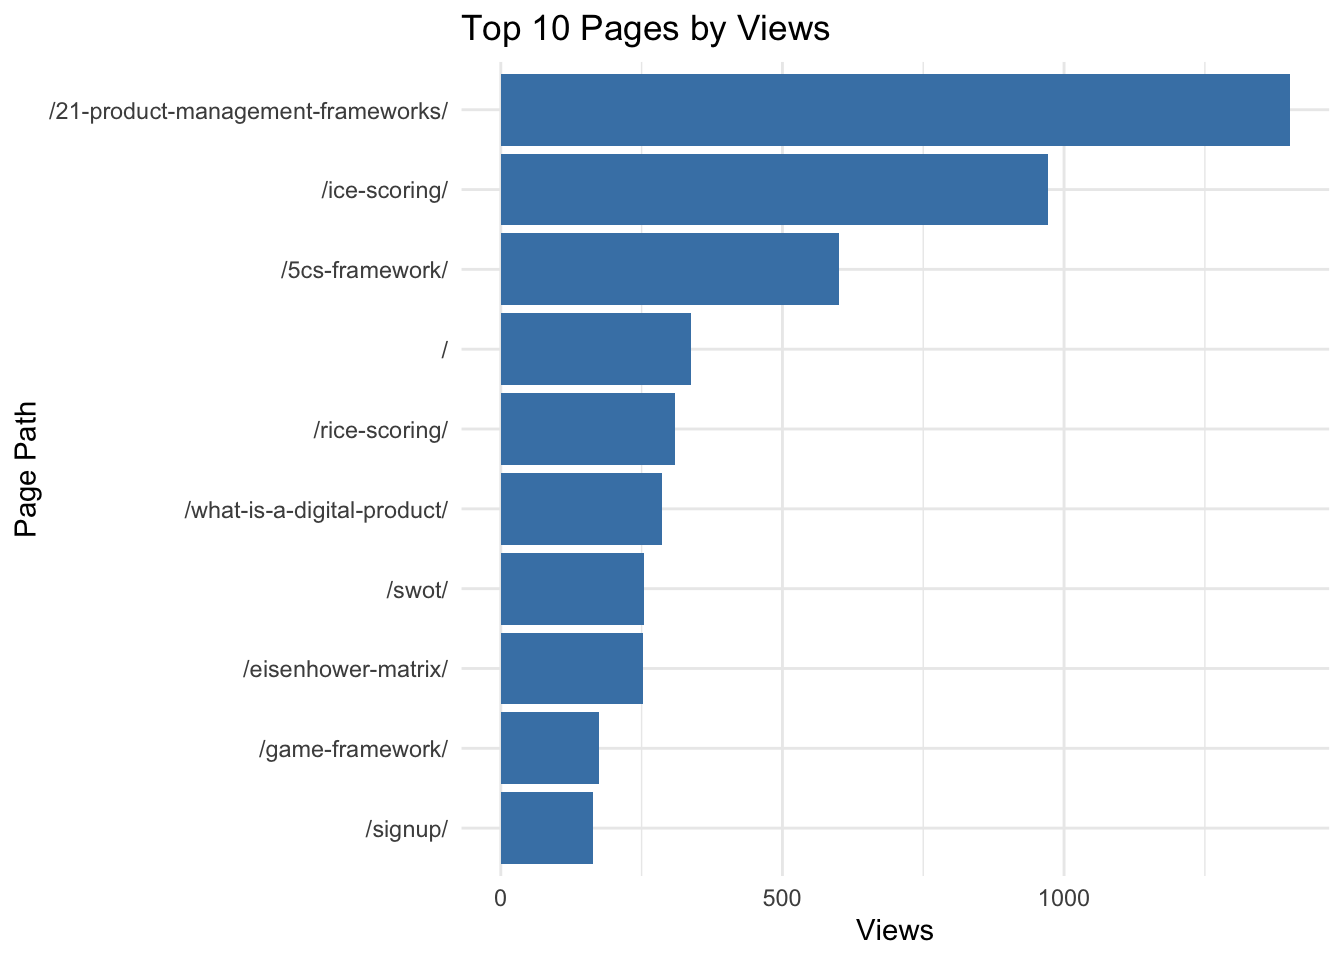 Top 10 Pages by Views
/21-product-management-frameworks/
/ice-scoring/
/5cs-framework/
/
/rice-scoring/
/what-is-a-digital-product/
/swot/
/eisenhower-matrix/
/game-framework/
/signup/
Page Path
0 500 1000
Views